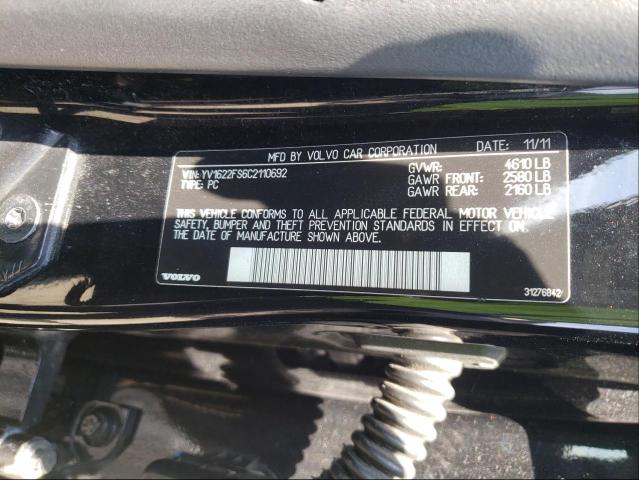 MFD BY VOLVO CAR CORPORATION DATE: 11/11
VIN: YV1622FS6C2110692 GVWR: 4610 LB
TYPE: PC GAWR FRONT: 2580 LB
GAWR REAR: 2160 LB
THIS VEHICLE CONFORMS TO ALL APPLICABLE FEDERAL MOTOR VEHICLE
SAFETY, BUMPER AND THEFT PREVENTION STANDARDS IN EFFECT ON
THE DATE OF MANUFACTURE SHOWN ABOVE.
VOLVO 31276842